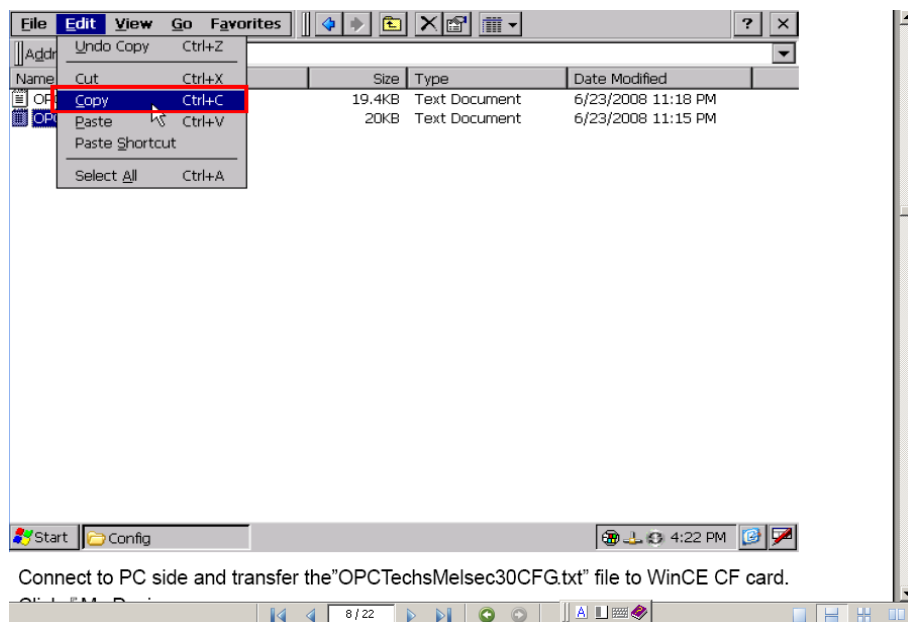 File Edit View Go Favorites ? ×
Addr
Undo Copy Ctrl+Z
Name Size Type Date Modified
Cut Ctrl+X
OP 19.4KB Text Document 6/23/2008 11:18 PM
Copy Ctrl+C
OPC 20KB Text Document 6/23/2008 11:15 PM
Paste Ctrl+V
Paste Shortcut
Select All Ctrl+A
Start Config 4:22 PM
Connect to PC side and transfer the”OPCTechsMelsec30CFG.txt” file to WinCE CF card.
8/22 A